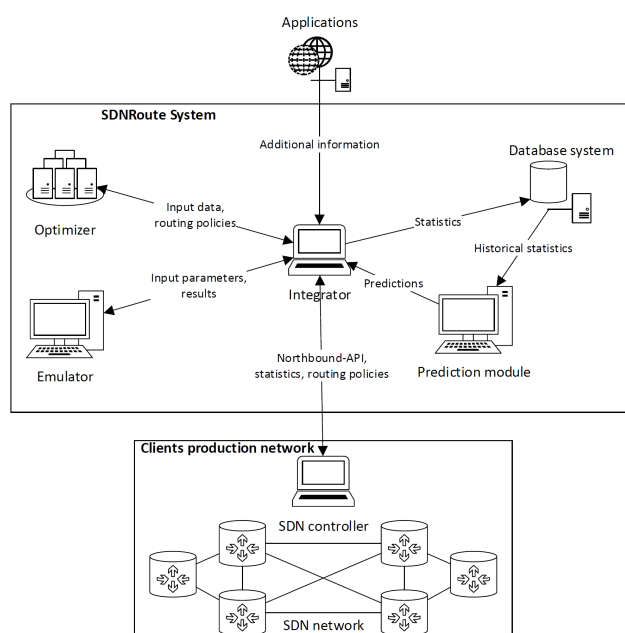 Applications
SDNRoute System
Additional information
Database system
Input data,
routing policies
Optimizer
Statistics
Historical statistics
Input parameters,
results
Integrator
Predictions
Emulator
Prediction module
Northbound-API,
statistics, routing policies
Clients production network
SDN controller
SDN network